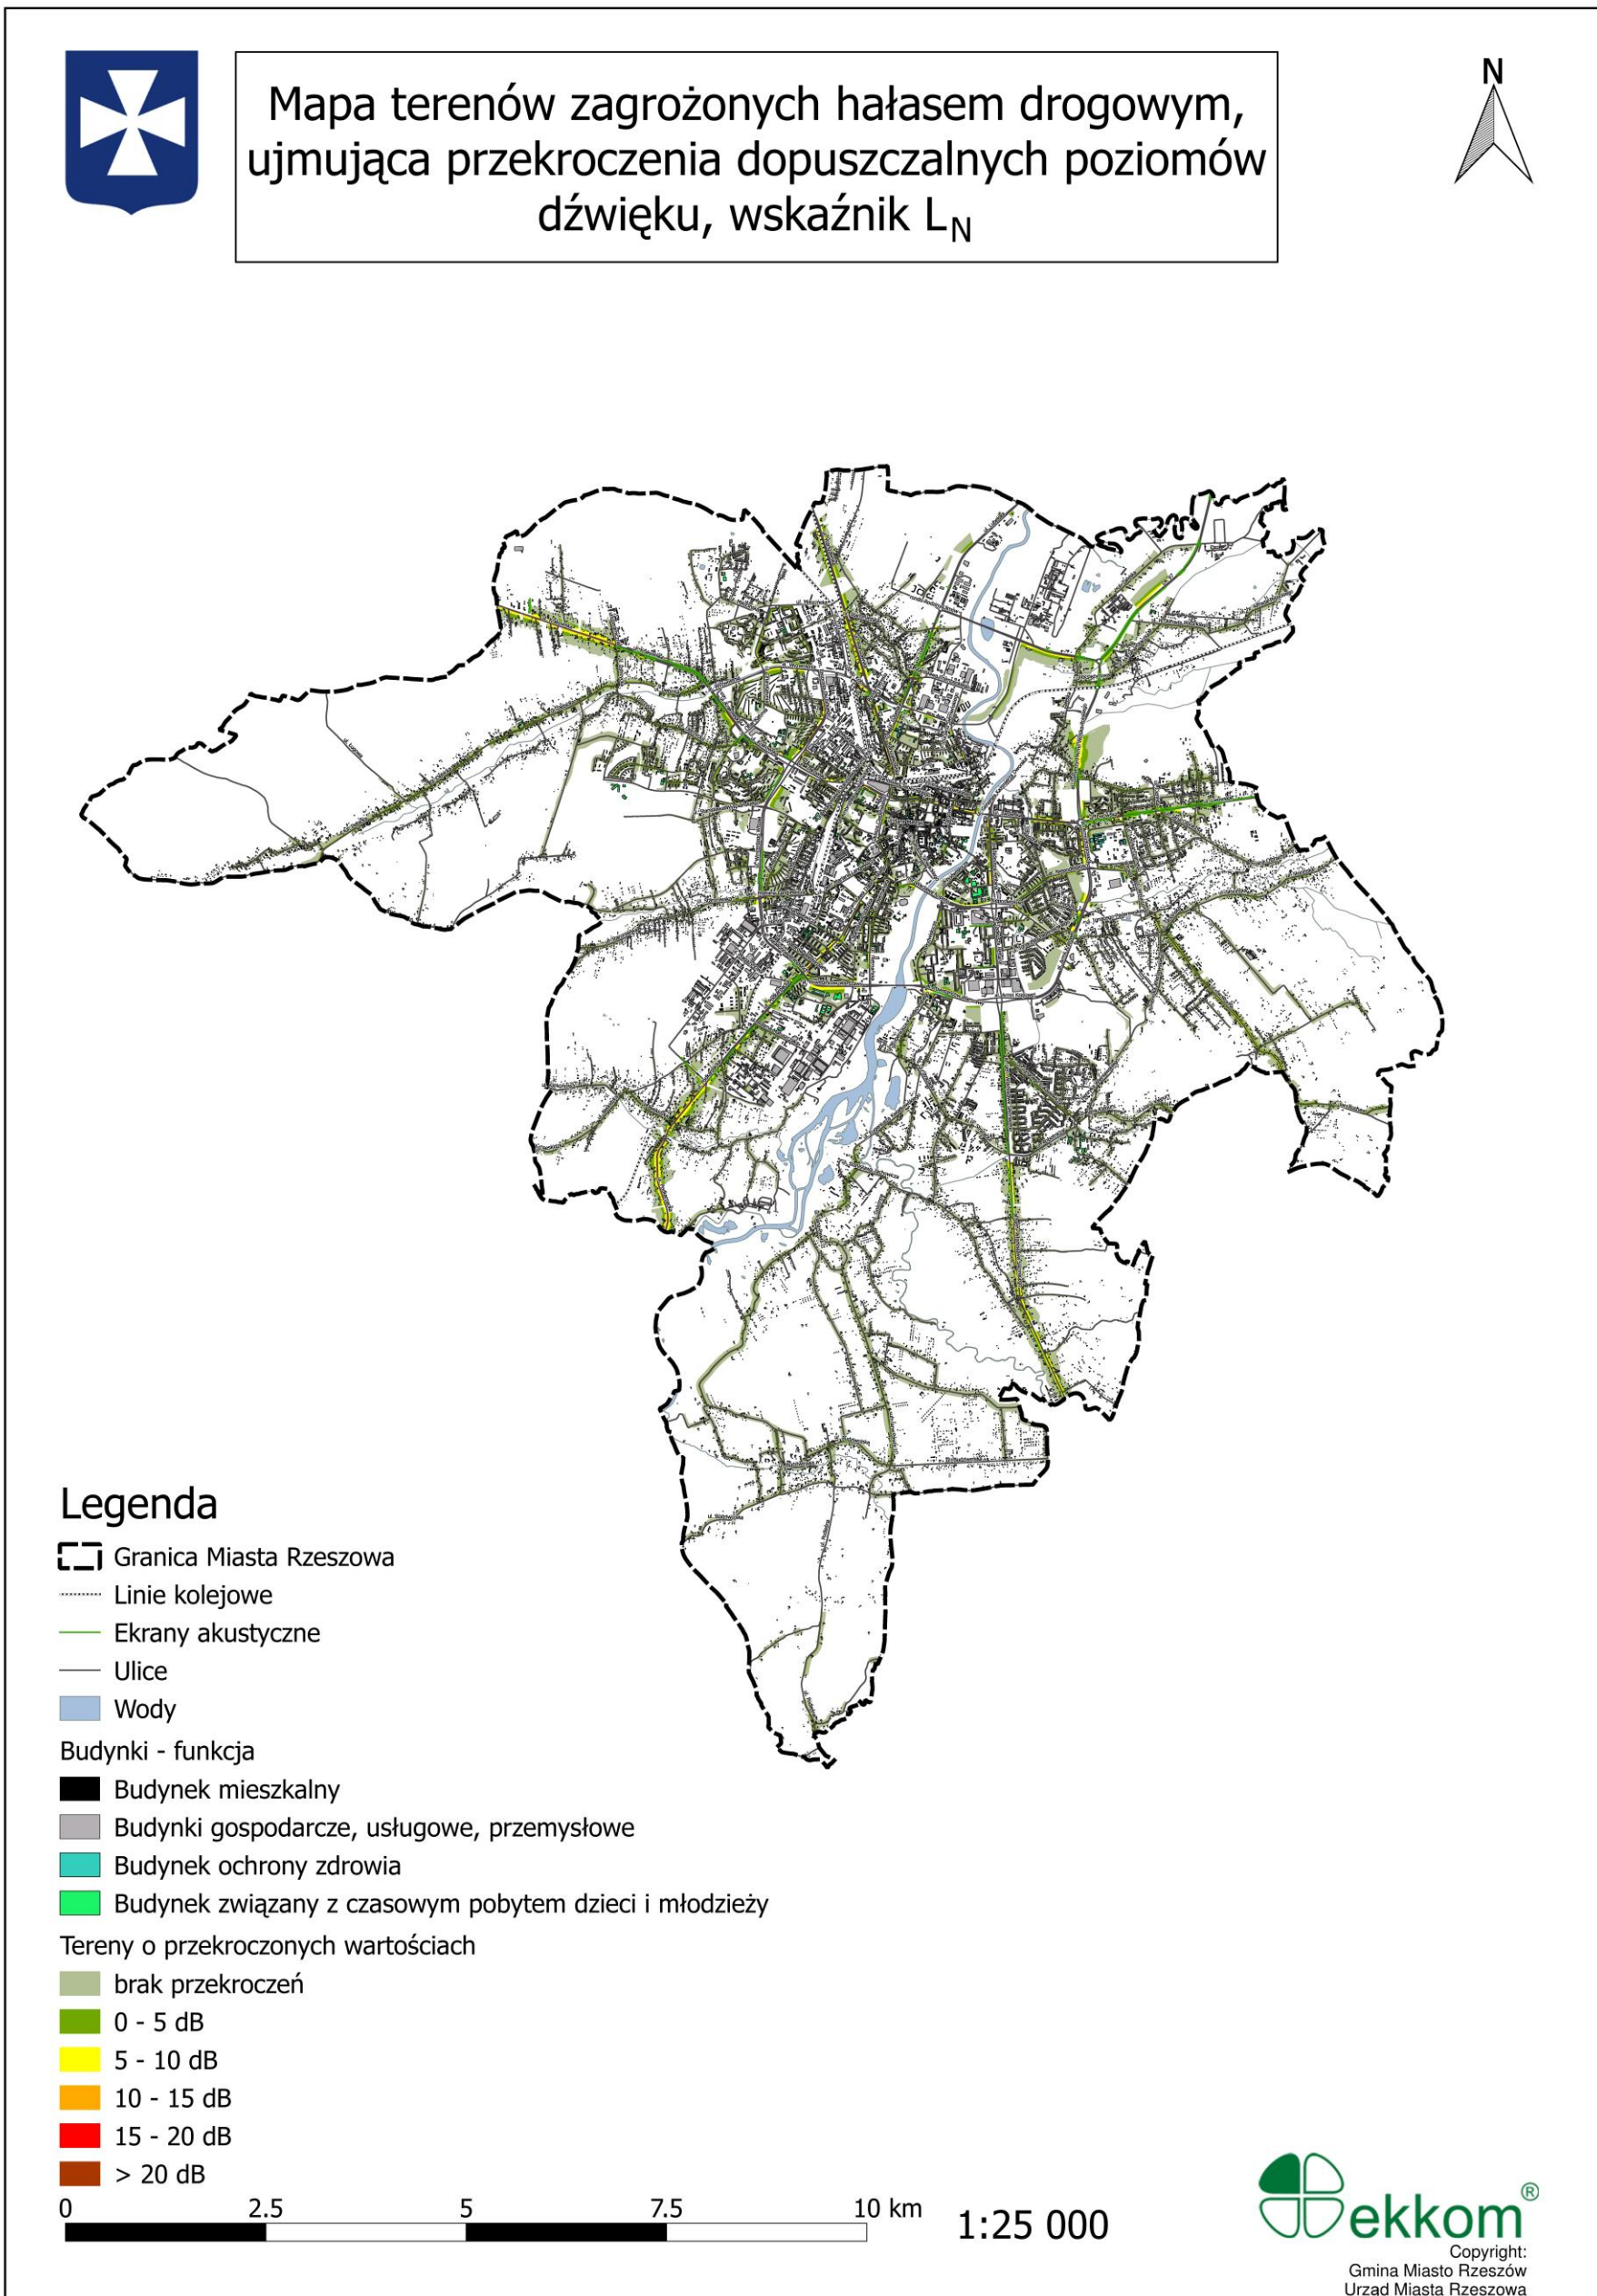 Mapa terenów zagrożonych hałasem drogowym,
ujmująca przekroczenia dopuszczalnych poziomów
dźwięku, wskaźnik LN
N
Legenda
Granica Miasta Rzeszowa
Linie kolejowe
Ekrany akustyczne
Ulice
Wody
Budynki - funkcja
Budynek mieszkalny
Budynki gospodarcze, usługowe, przemysłowe
Budynek ochrony zdrowia
Budynek związany z czasowym pobytem dzieci i młodzieży
Tereny o przekroczonych wartościach
brak przekroczeń
0 - 5 dB
5 - 10 dB
10 - 15 dB
15 - 20 dB
> 20 dB
0 2.5 5 7.5 10 km
1:25 000
ekkom®
Copyright:
Gmina Miasto Rzeszów
Urząd Miasta Rzeszowa